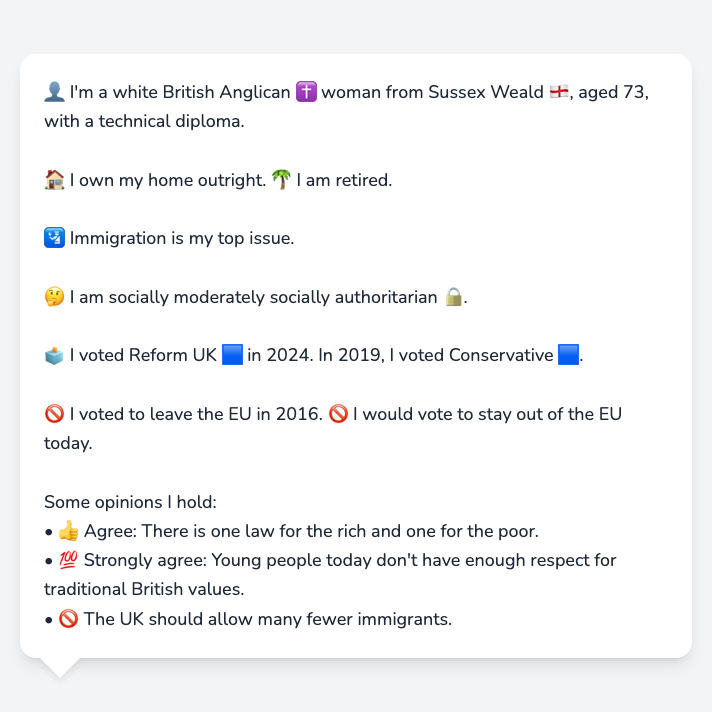 👤 I'm a white British Anglican ✝️ woman from Sussex Weald 🏴󠁧󠁢󠁥󠁮󠁧󠁿, aged 73,
with a technical diploma.
🏠 I own my home outright. 🌴 I am retired.
🛂 Immigration is my top issue.
🤔 I am socially moderately socially authoritarian 🔒.
🗳️ I voted Reform UK 🟦 in 2024. In 2019, I voted Conservative 🟦.
🚫 I voted to leave the EU in 2016. 🚫 I would vote to stay out of the EU
today.
Some opinions I hold:
• 👍 Agree: There is one law for the rich and one for the poor.
• 💯 Strongly agree: Young people today don't have enough respect for
traditional British values.
• 🚫 The UK should allow many fewer immigrants.